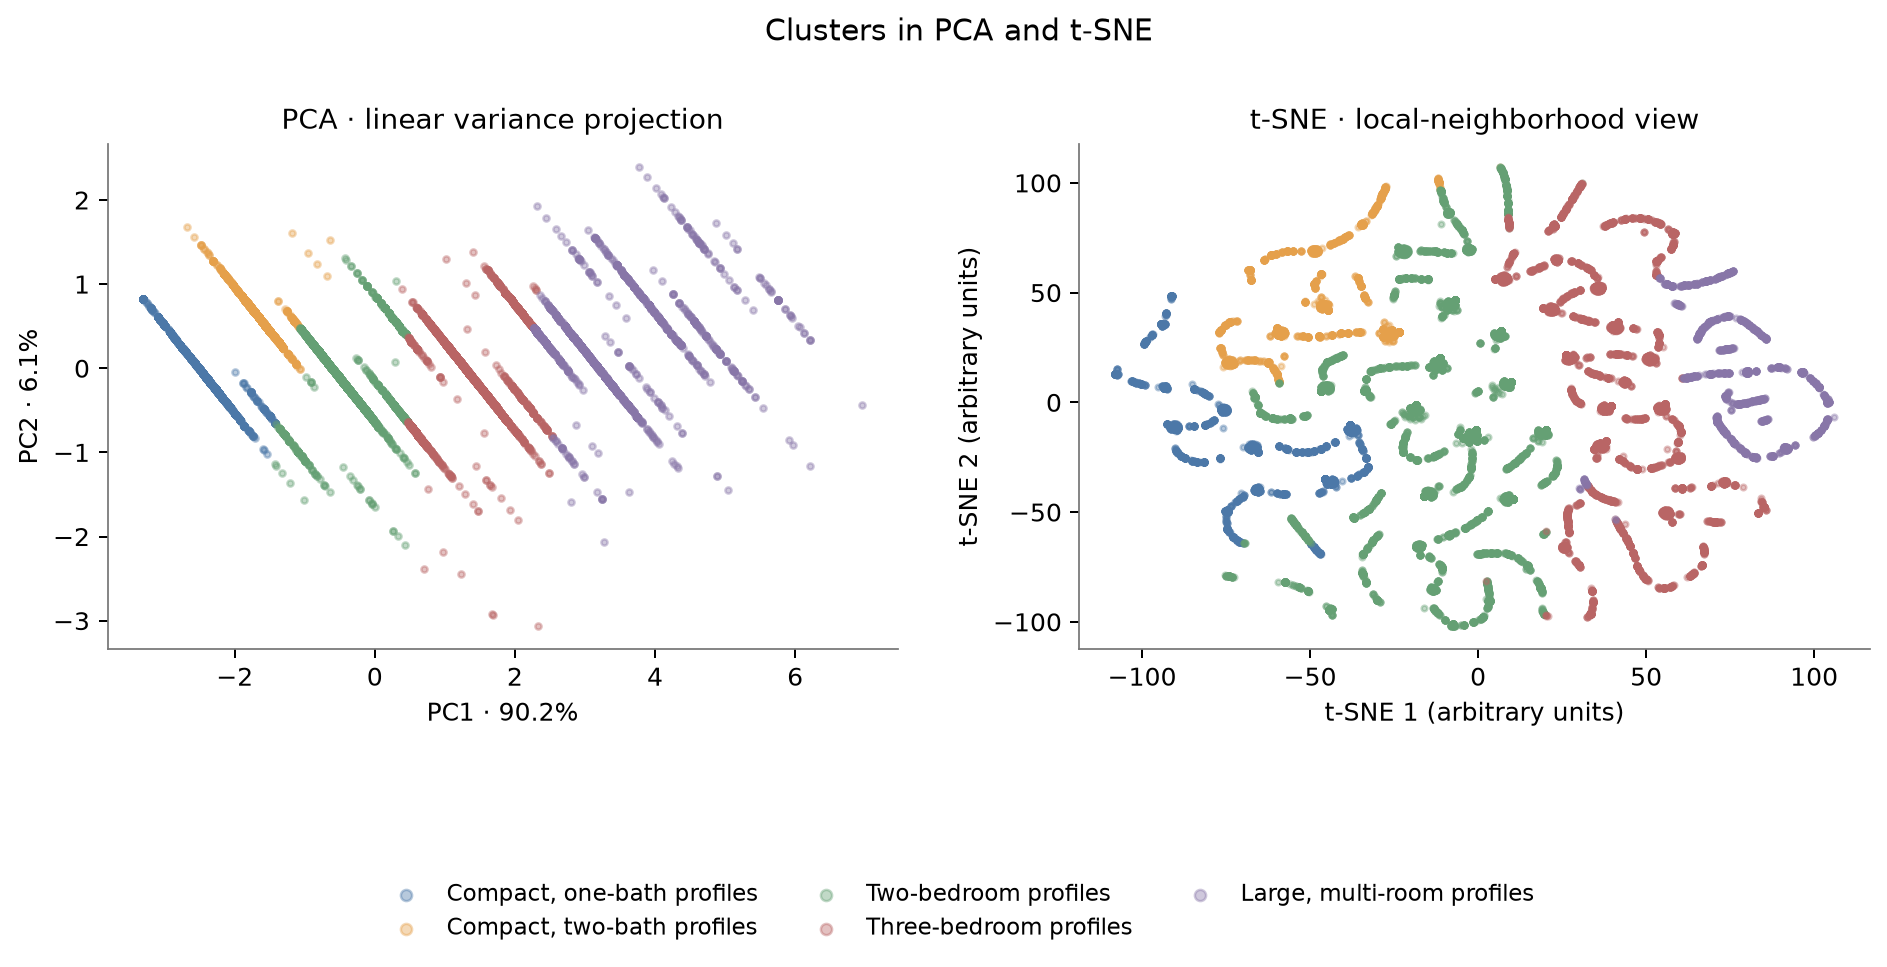 Clusters in PCA and t-SNE
PCA · linear variance projection
2
1
0
−1
−2
−3
−2
0
2
4
6
PC2 · 6.1%
PC1 · 90.2%
t-SNE · local-neighborhood view
100
50
0
−50
−100
−100
−50
0
50
100
t-SNE 2 (arbitrary units)
t-SNE 1 (arbitrary units)
Compact, one-bath profiles
Compact, two-bath profiles
Two-bedroom profiles
Three-bedroom profiles
Large, multi-room profiles